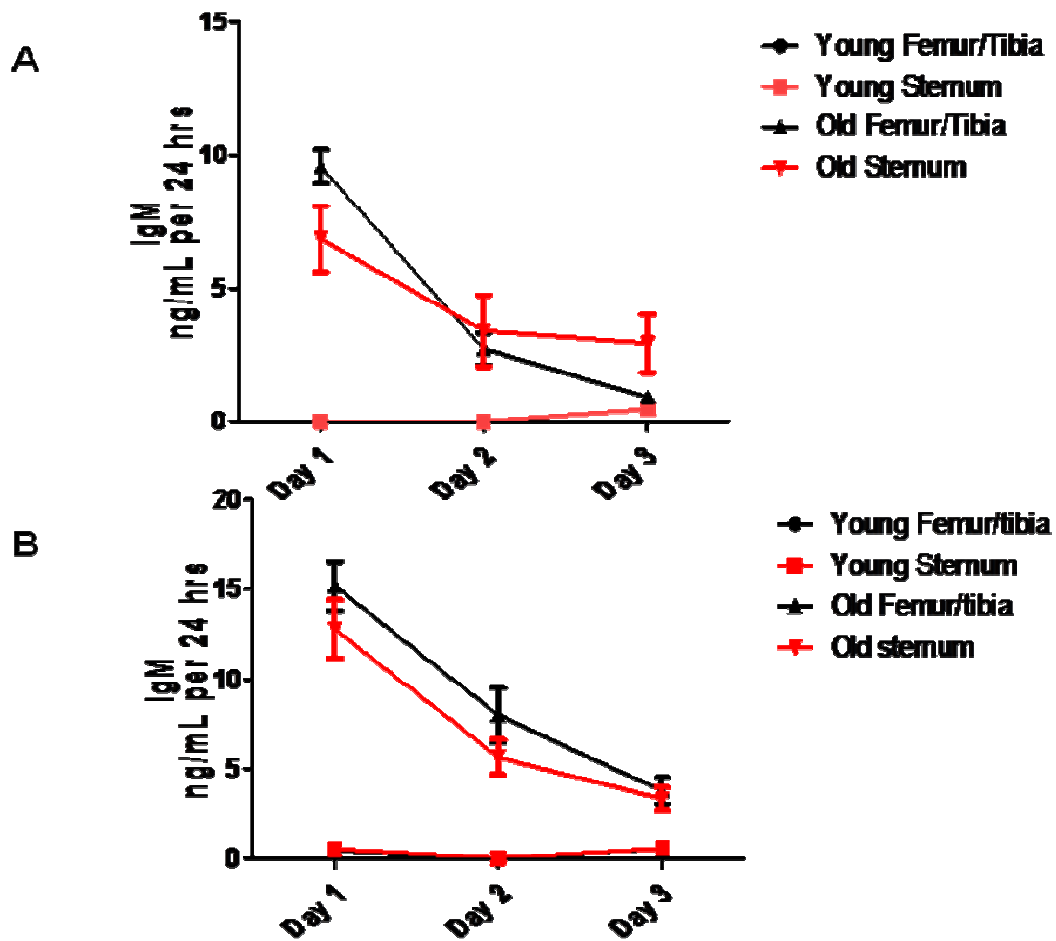 A
15
10
5
0
IgM
ng/mL per 24 hrs
Day 1
Day 2
Day 3
Young Femur/Tibia
Young Sternum
Old Femur/Tibia
Old Sternum
B
20
15
10
5
0
IgM
ng/mL per 24 hrs
Day 1
Day 2
Day 3
Young Femur/tibia
Young Sternum
Old Femur/tibia
Old sternum